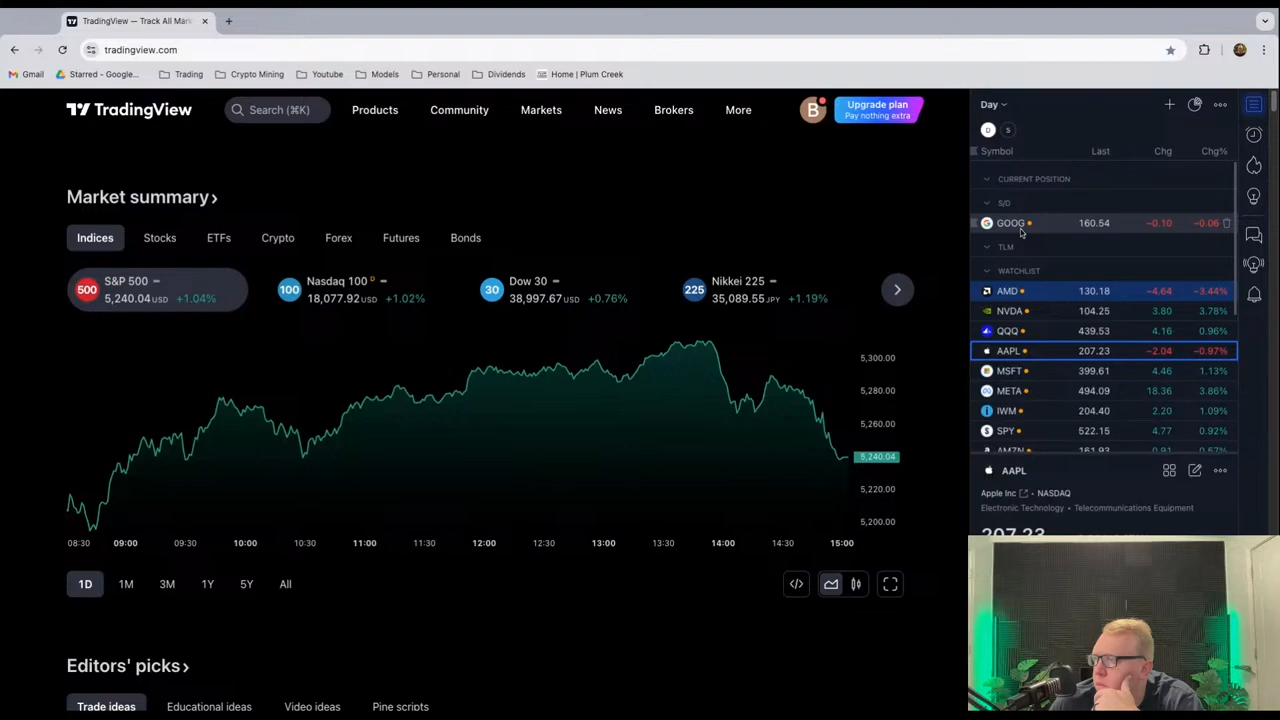 TradingView — Track All Mar
tradingview.com
Gmail
Starred - Google...
Trading
Crypto Mining
Youtube
Models
Personal
Dividends
Home | Plum Creek
TradingView
Search (⌘K)
Products
Community
Markets
News
Brokers
More
B
Upgrade plan
Pay nothing extra
Market summary ›
Indices
Stocks
ETFs
Crypto
Forex
Futures
Bonds
500
S&P 500
5,240.04 USD +1.04%
100
Nasdaq 100 D
18,077.92 USD +1.02%
30
Dow 30
38,997.67 USD +0.76%
225
Nikkei 225
35,089.55 JPY +1.19%
5,300.00
5,280.00
5,260.00
5,240.04
5,220.00
5,200.00
08:30 09:00 09:30 10:00 10:30 11:00 11:30 12:00 12:30 13:00 13:30 14:00 14:30 15:00
1D 1M 3M 1Y 5Y All
Editors' picks ›
Trade ideas
Educational ideas
Video ideas
Pine scripts
Day
D S
Symbol Last Chg Chg%
CURRENT POSITION
S/D
GOOG 160.54 −0.10 −0.06
TLM
WATCHLIST
AMD 130.18 −4.64 −3.44%
NVDA 104.25 3.80 3.78%
QQQ 439.53 4.16 0.96%
AAPL 207.23 −2.04 −0.97%
MSFT 399.61 4.46 1.13%
META 494.09 18.36 3.86%
IWM 204.40 2.20 1.09%
SPY 522.15 4.77 0.92%
AMZN 161.93 0.91 0.57%
AAPL
Apple Inc • NASDAQ
Electronic Technology • Telecommunications Equipment
207.23